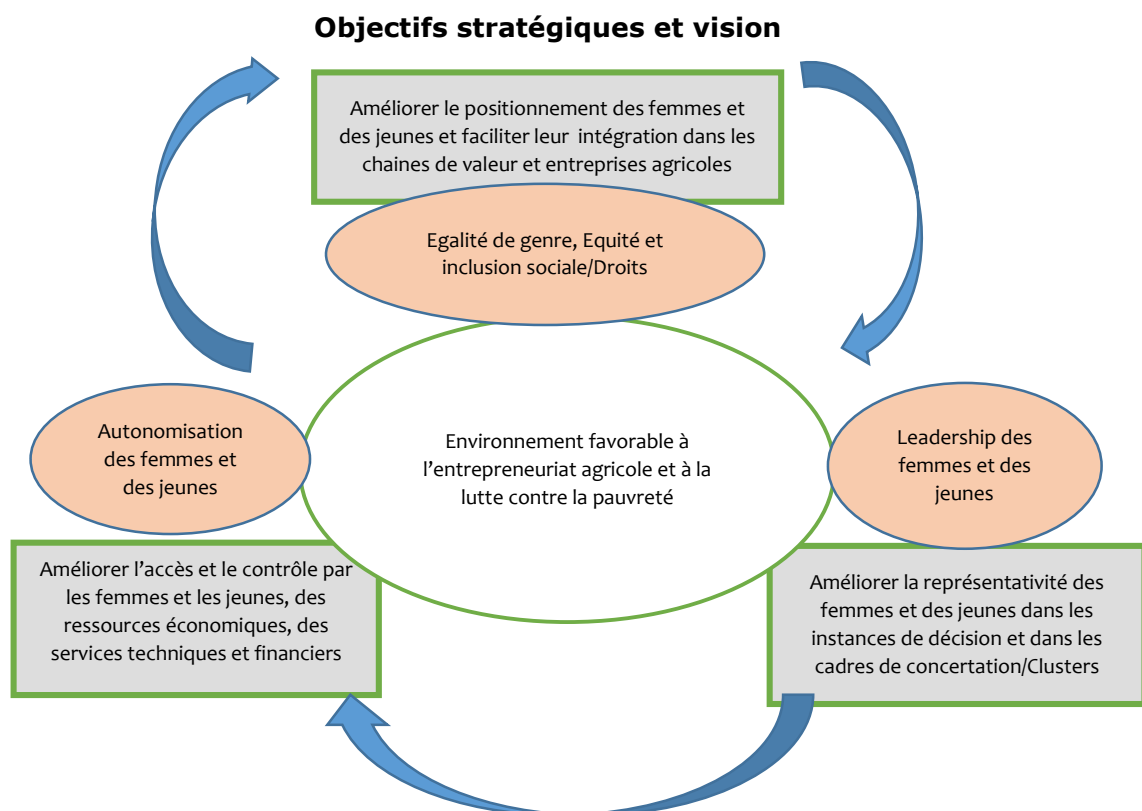 Objectifs stratégiques et vision
Améliorer le positionnement des femmes et
des jeunes et faciliter leur intégration dans les
chaines de valeur et entreprises agricoles
Egalité de genre, Equité et
inclusion sociale/Droits
Autonomisation
des femmes et
des jeunes
Environnement favorable à
l’entrepreneuriat agricole et à la
lutte contre la pauvreté
Leadership des
femmes et des
jeunes
Améliorer l’accès et le contrôle par
les femmes et les jeunes, des
ressources économiques, des
services techniques et financiers
Améliorer la représentativité des
femmes et des jeunes dans les
instances de décision et dans les
cadres de concertation/Clusters